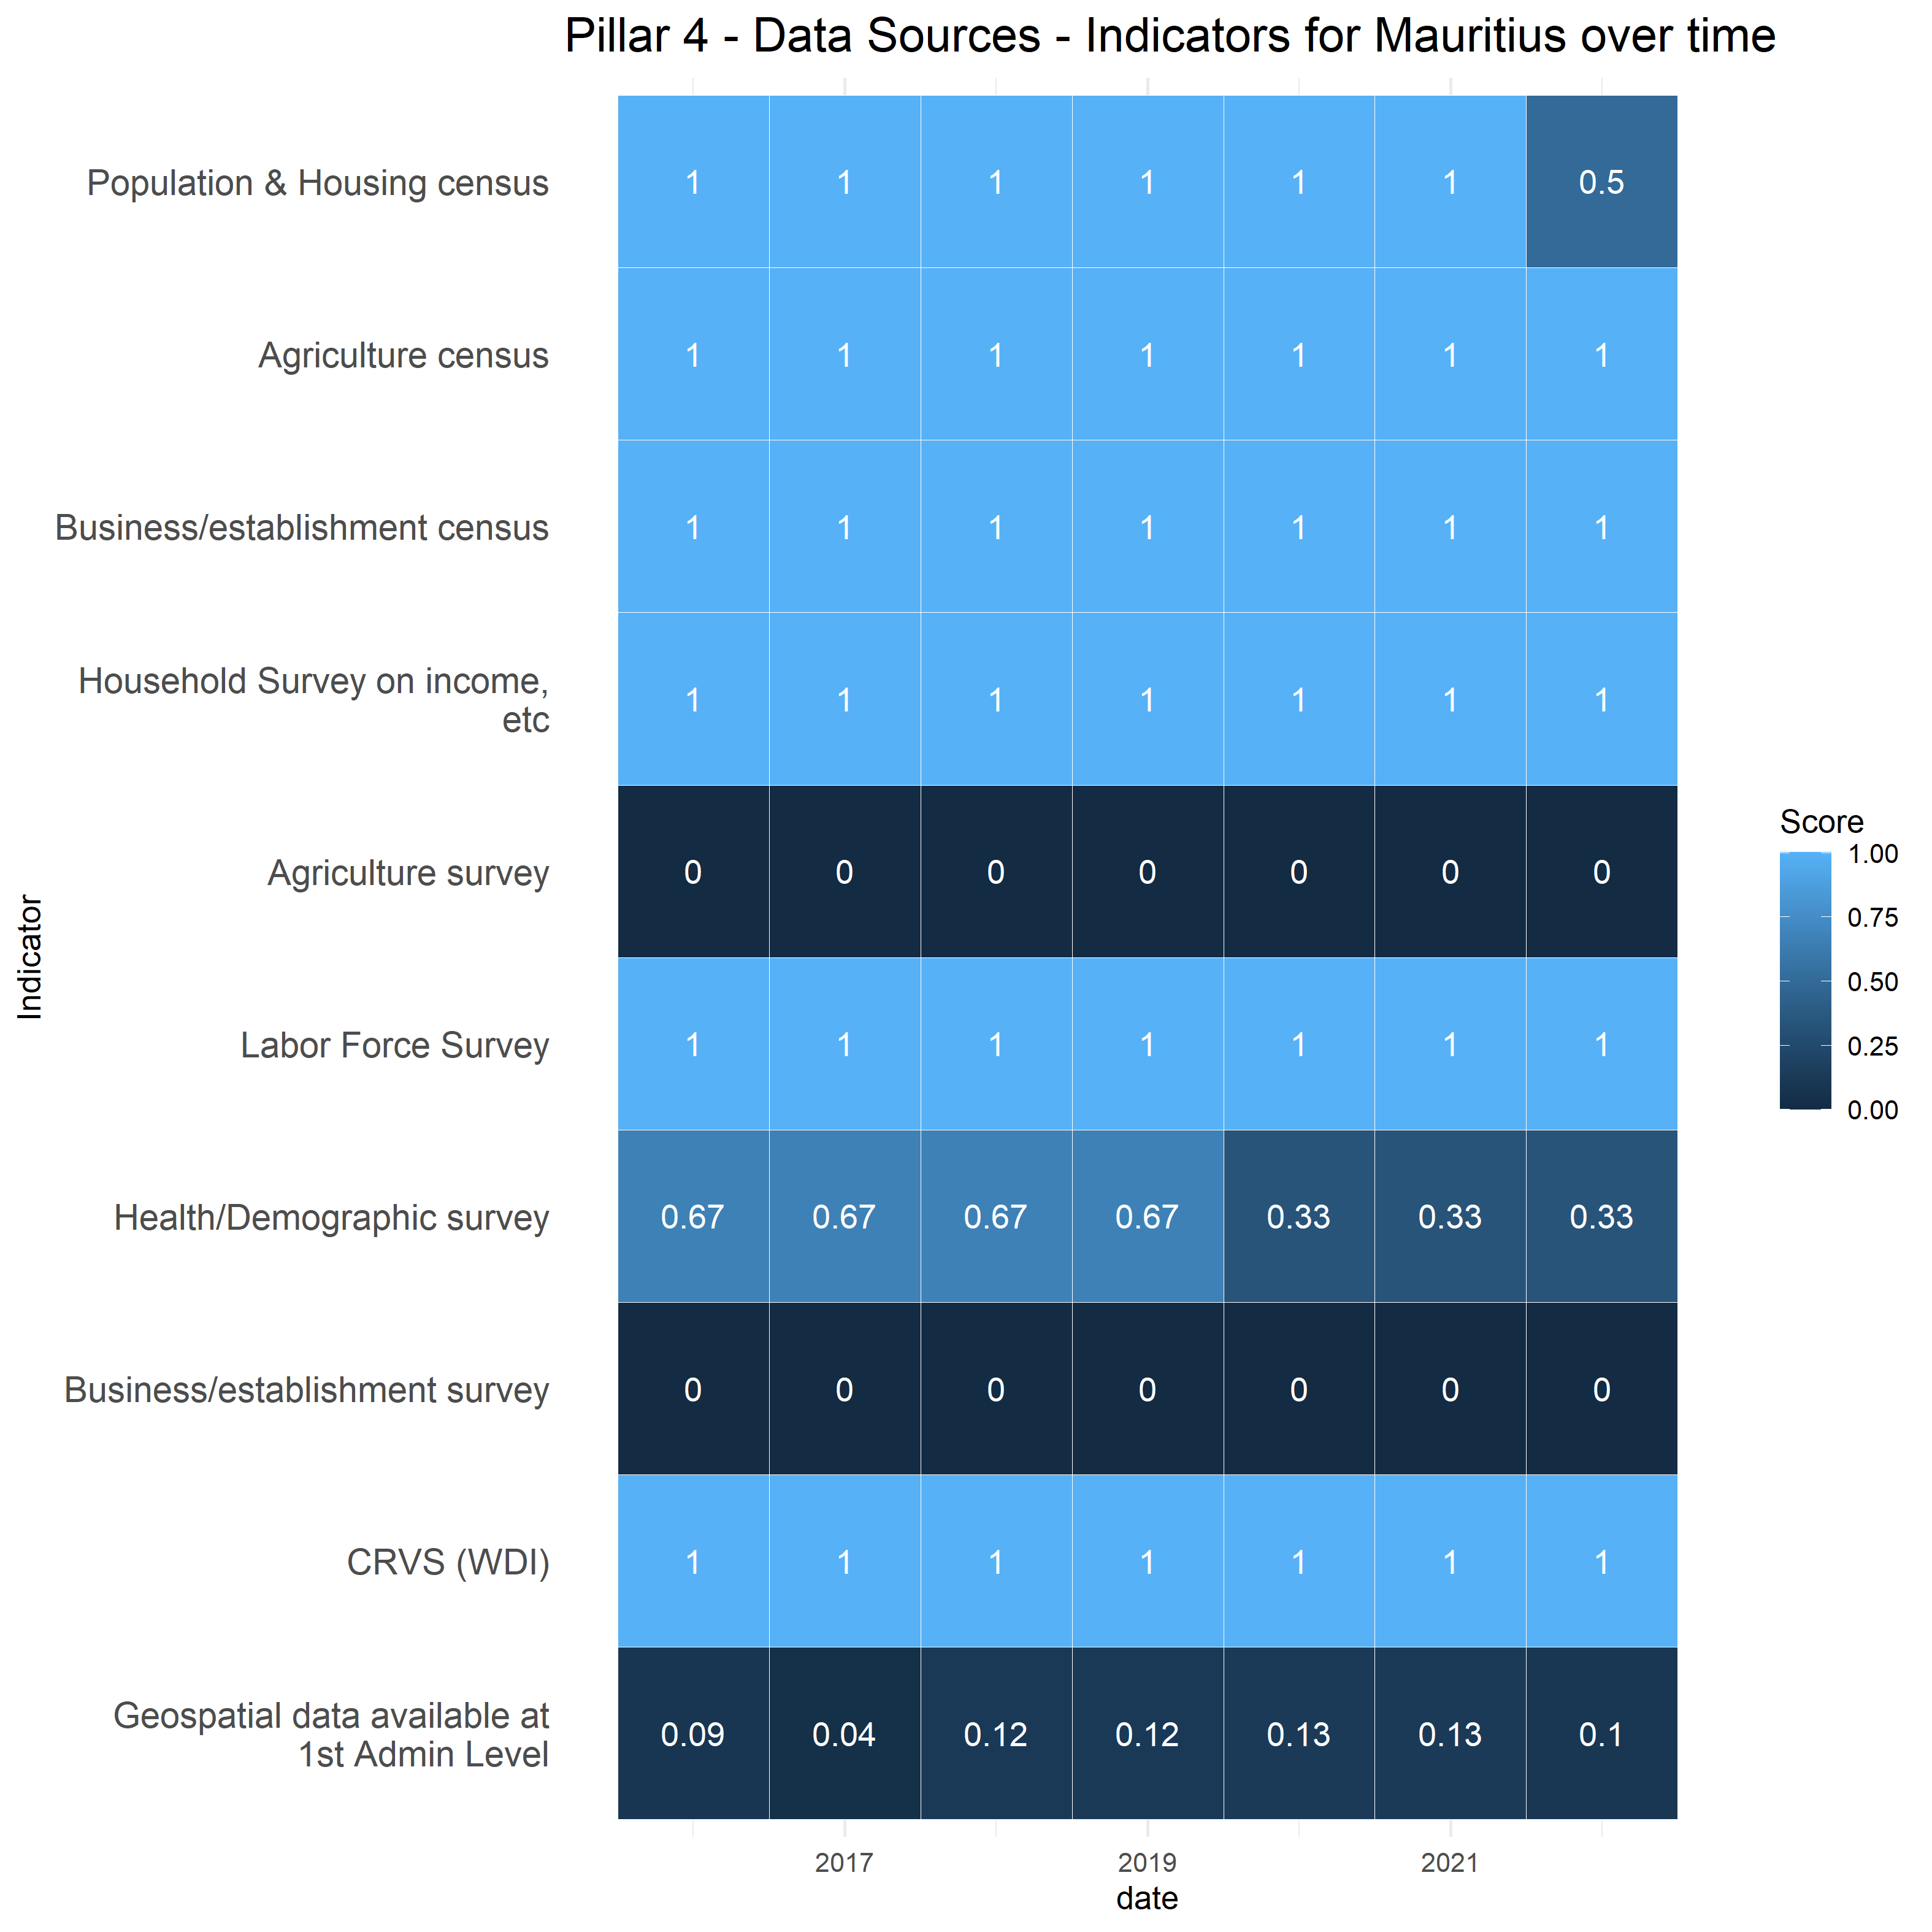 Pillar 4 - Data Sources - Indicators for Mauritius over time
Population & Housing census 1 1 1 1 1 1 0.5
Agriculture census 1 1 1 1 1 1 1
Business/establishment census 1 1 1 1 1 1 1
Household Survey on income,
etc
1 1 1 1 1 1 1
Agriculture survey 0 0 0 0 0 0 0
Labor Force Survey 1 1 1 1 1 1 1
Health/Demographic survey 0.67 0.67 0.67 0.67 0.33 0.33 0.33
Business/establishment survey 0 0 0 0 0 0 0
CRVS (WDI) 1 1 1 1 1 1 1
Geospatial data available at
1st Admin Level
0.09 0.04 0.12 0.12 0.13 0.13 0.1
2017 2019 2021
date
Indicator
Score
1.00
0.75
0.50
0.25
0.00